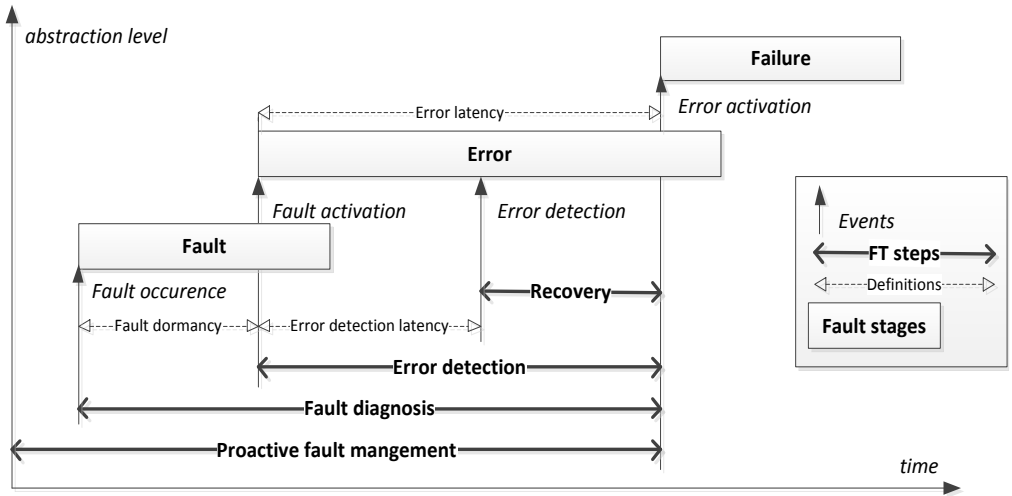 abstraction level
Failure
Error latency
Error activation
Error
Fault activation
Error detection
Events
Fault
FT steps
Fault occurence
Recovery
Definitions
Fault dormancy
Error detection latency
Fault stages
Error detection
Fault diagnosis
Proactive fault mangement
time